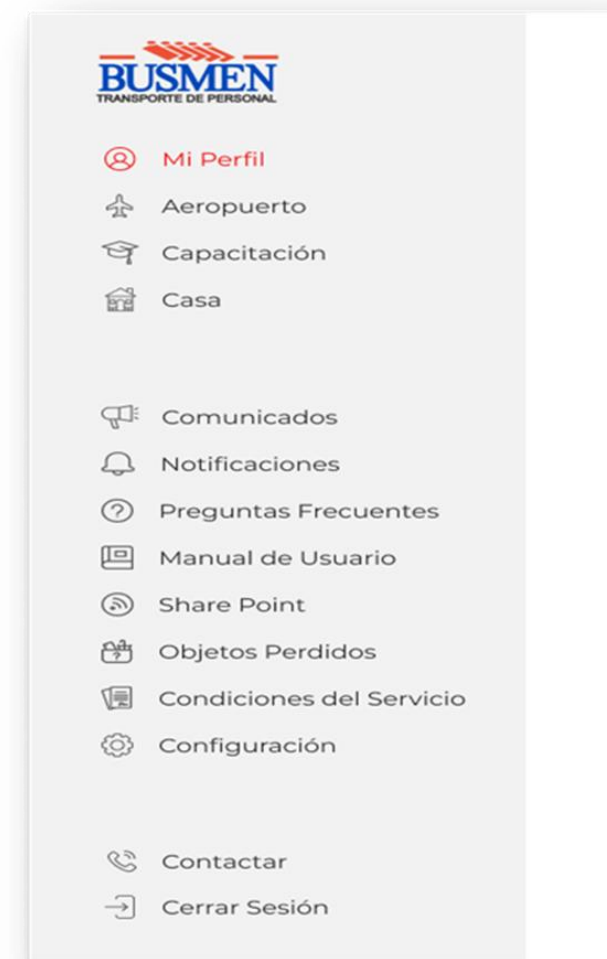 BUSMEN
TRANSPORTE DE PERSONAL
Mi Perfil
Aeropuerto
Capacitación
Casa
Comunicados
Notificaciones
Preguntas Frecuentes
Manual de Usuario
Share Point
Objetos Perdidos
Condiciones del Servicio
Configuración
Contactar
Cerrar Sesión